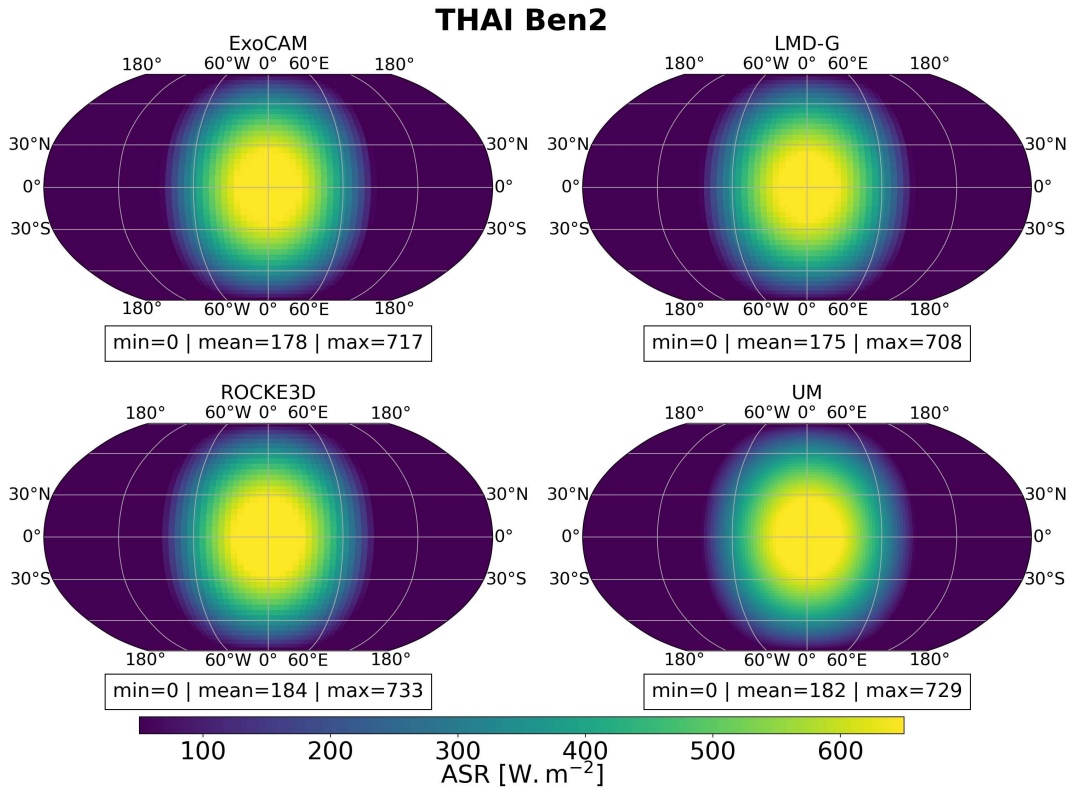 THAI Ben2
ExoCAM
180° 60°W 0° 60°E 180°
30°N 30°N
0° 0°
30°S 30°S
180° 60°W 0° 60°E 180°
min=0 | mean=178 | max=717
LMD-G
180° 60°W 0° 60°E 180°
30°N 30°N
0° 0°
30°S 30°S
180° 60°W 0° 60°E 180°
min=0 | mean=175 | max=708
ROCKE3D
180° 60°W 0° 60°E 180°
30°N 30°N
0° 0°
30°S 30°S
180° 60°W 0° 60°E 180°
min=0 | mean=184 | max=733
UM
180° 60°W 0° 60°E 180°
30°N 30°N
0° 0°
30°S 30°S
180° 60°W 0° 60°E 180°
min=0 | mean=182 | max=729
100 200 300 400 500 600
ASR [W. m⁻²]